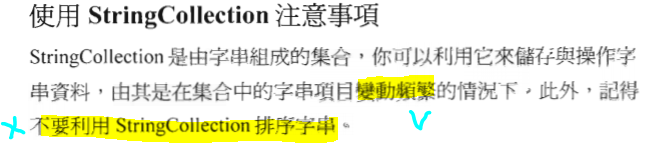 使用 StringCollection 注意事項
StringCollection 是由字串組成的集合，你可以利用它來儲存與操作字
串資料，由其是在集合中的字串項目變動頻繁的情況下。此外，記得
不要利用 StringCollection 排序字串。